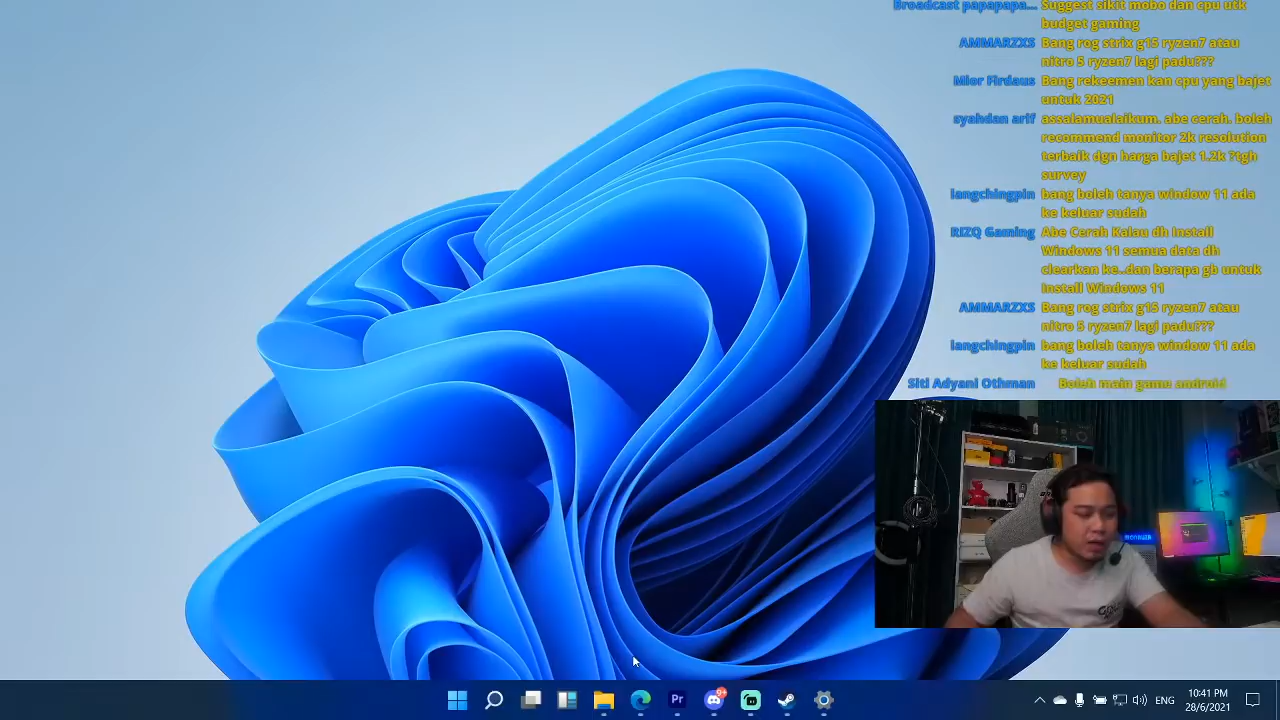 Broadcast papapapa... Suggest sikit mobo dan cpu utk
budget gaming
AMMARZXS Bang rog strix g15 ryzen7 atau
nitro 5 ryzen7 lagi padu???
Mior Firdaus Bang rekeemen kan cpu yang bajet
untuk 2021
syahdan arif assalamualaikum. abe cerah. boleh
recommend monitor 2k resolution
terbaik dgn harga bajet 1.2k ?tgh
survey
langchingpin bang boleh tanya window 11 ada
ke keluar sudah
RIZQ Gaming Abe Cerah Kalau dh Install
Windows 11 semua data dh
clearkan ke..dan berapa gb untuk
Install Windows 11
AMMARZXS Bang rog strix g15 ryzen7 atau
nitro 5 ryzen7 lagi padu???
langchingpin bang boleh tanya window 11 ada
ke keluar sudah
Siti Adyani Othman Boleh main game android
Pr
9+
ENG
10:41 PM
28/6/2021